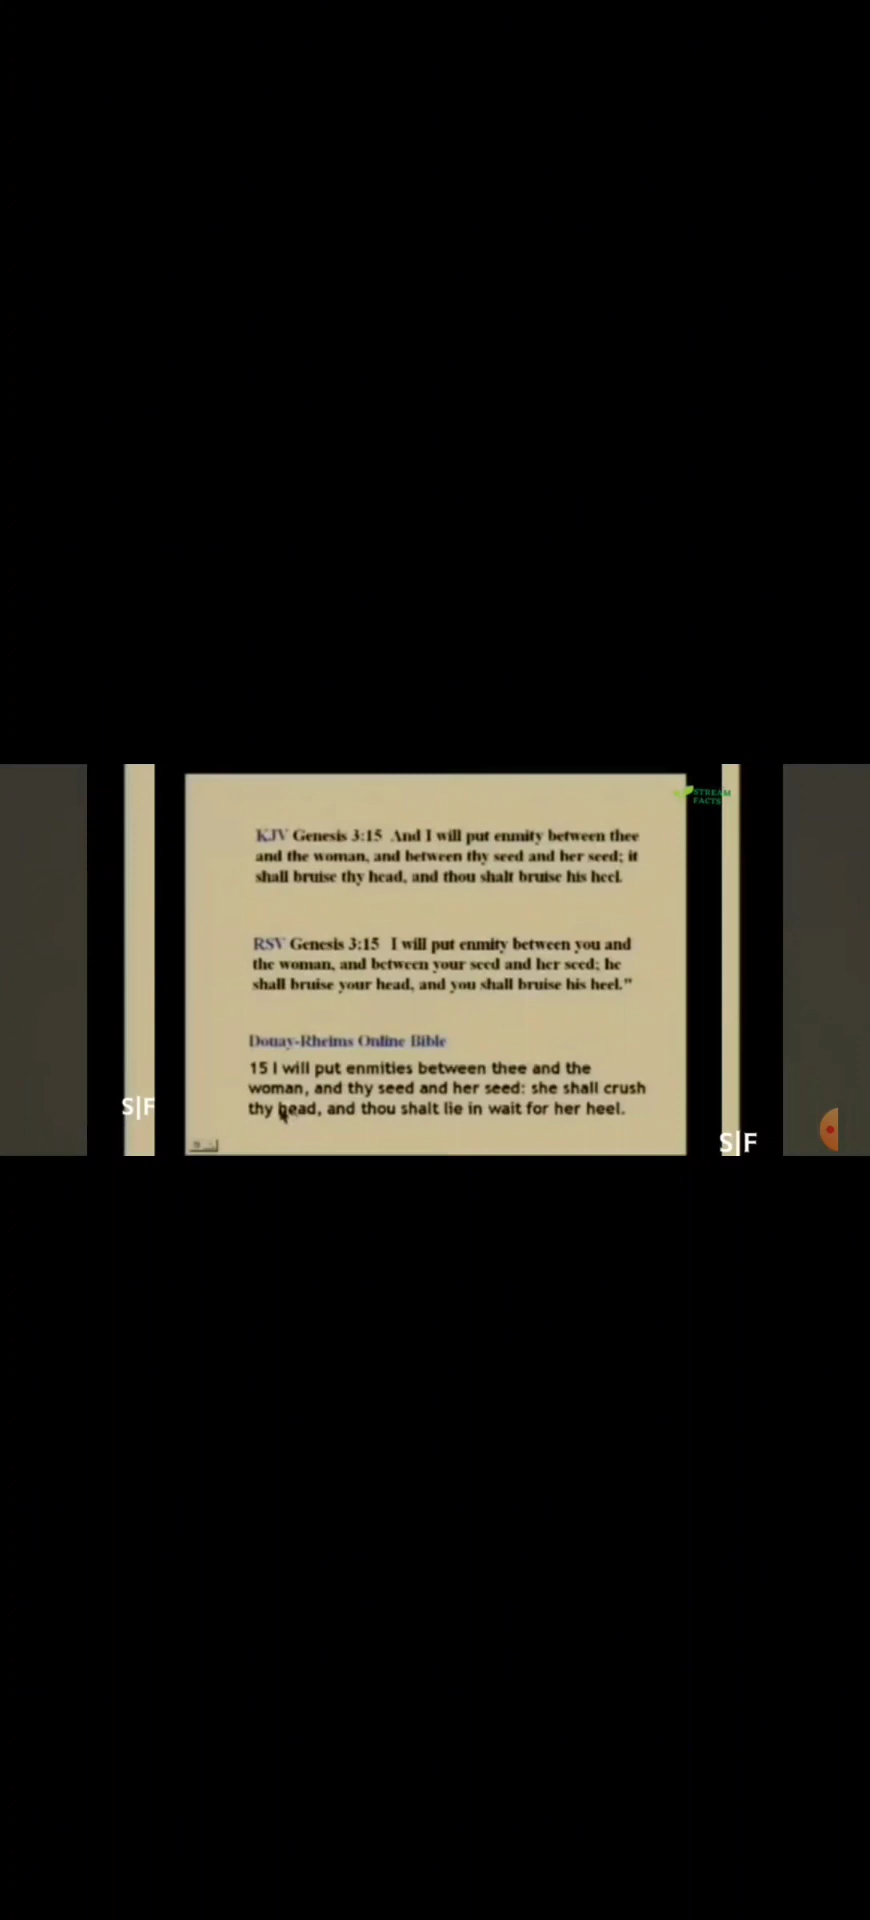 STREAM
FACTS
KJV Genesis 3:15 And I will put enmity between thee
and the woman, and between thy seed and her seed; it
shall bruise thy head, and thou shalt bruise his heel.
RSV Genesis 3:15 I will put enmity between you and
the woman, and between your seed and her seed; he
shall bruise your head, and you shall bruise his heel."
Douay-Rheims Online Bible
15 I will put enmities between thee and the
woman, and thy seed and her seed: she shall crush
thy head, and thou shalt lie in wait for her heel.
S|F
S|F